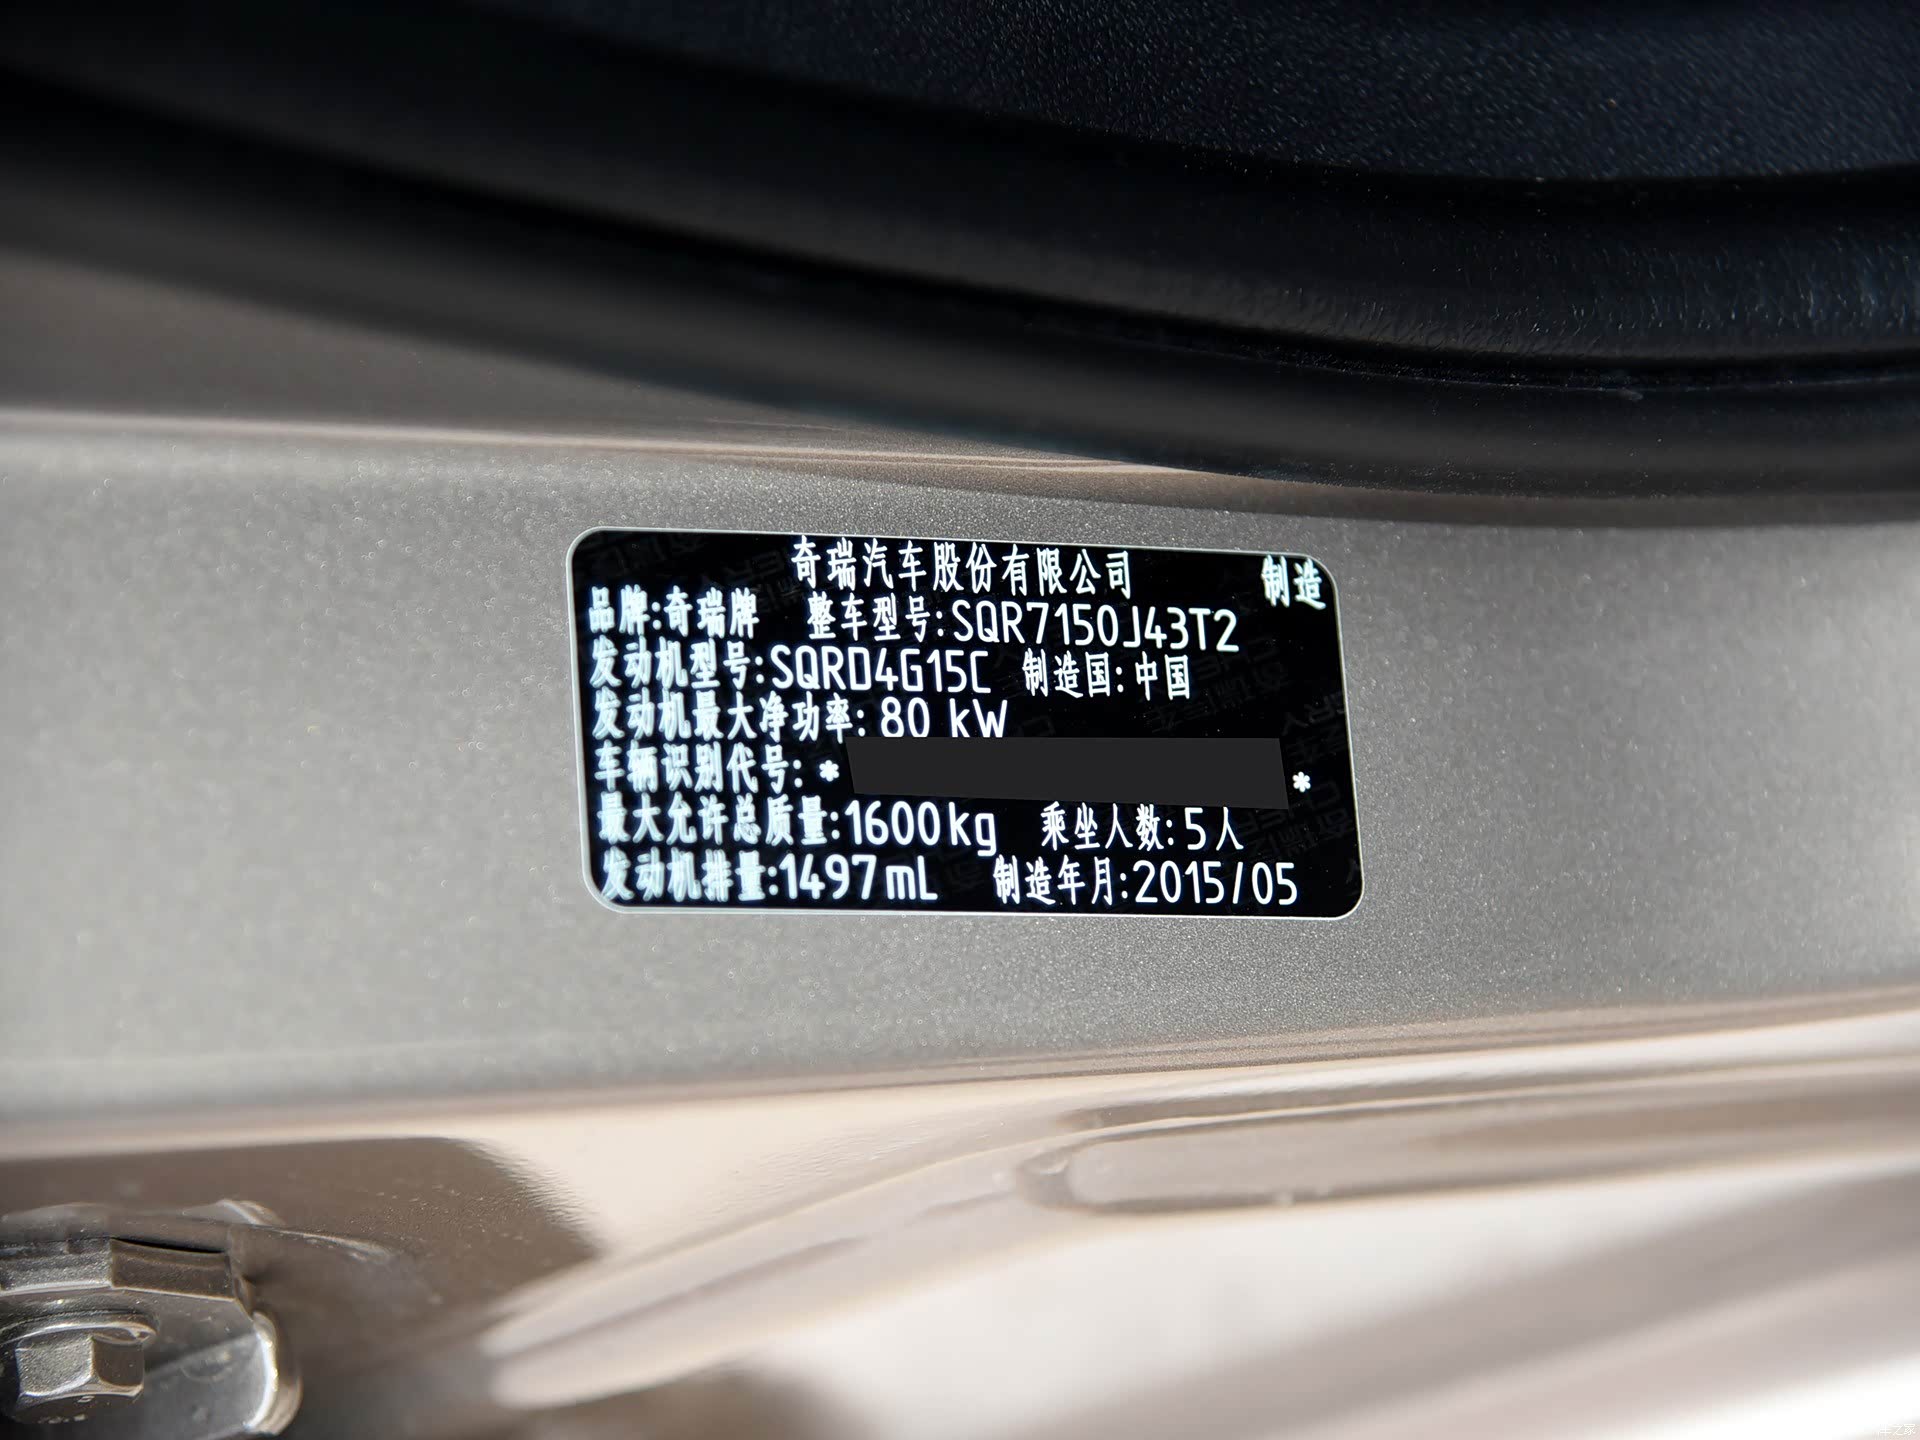 奇瑞汽车股份有限公司 制造
品牌:奇瑞牌 整车型号:SQR7150J43T2
发动机型号:SQRD4G15C 制造国:中国
发动机最大净功率: 80 kW
车辆识别代号: * *
最大允许总质量:1600kg 乘坐人数:5人
发动机排量:1497mL 制造年月:2015/05